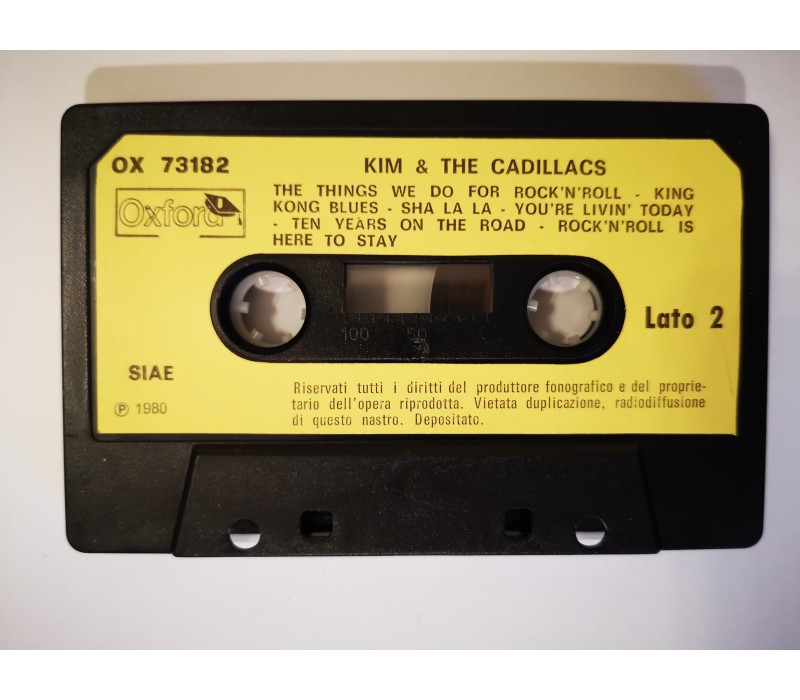 OX 73182
KIM & THE CADILLACS
Oxford
THE THINGS WE DO FOR ROCK'N'ROLL - KING
KONG BLUES - SHA LA LA - YOU'RE LIVIN' TODAY
- TEN YEARS ON THE ROAD - ROCK'N'ROLL IS
HERE TO STAY
100 50
Lato 2
SIAE
℗ 1980
Riservati tutti i diritti del produttore fonografico e del proprie-
tario dell'opera riprodotta. Vietata duplicazione, radiodiffusione
di questo nastro. Depositato.